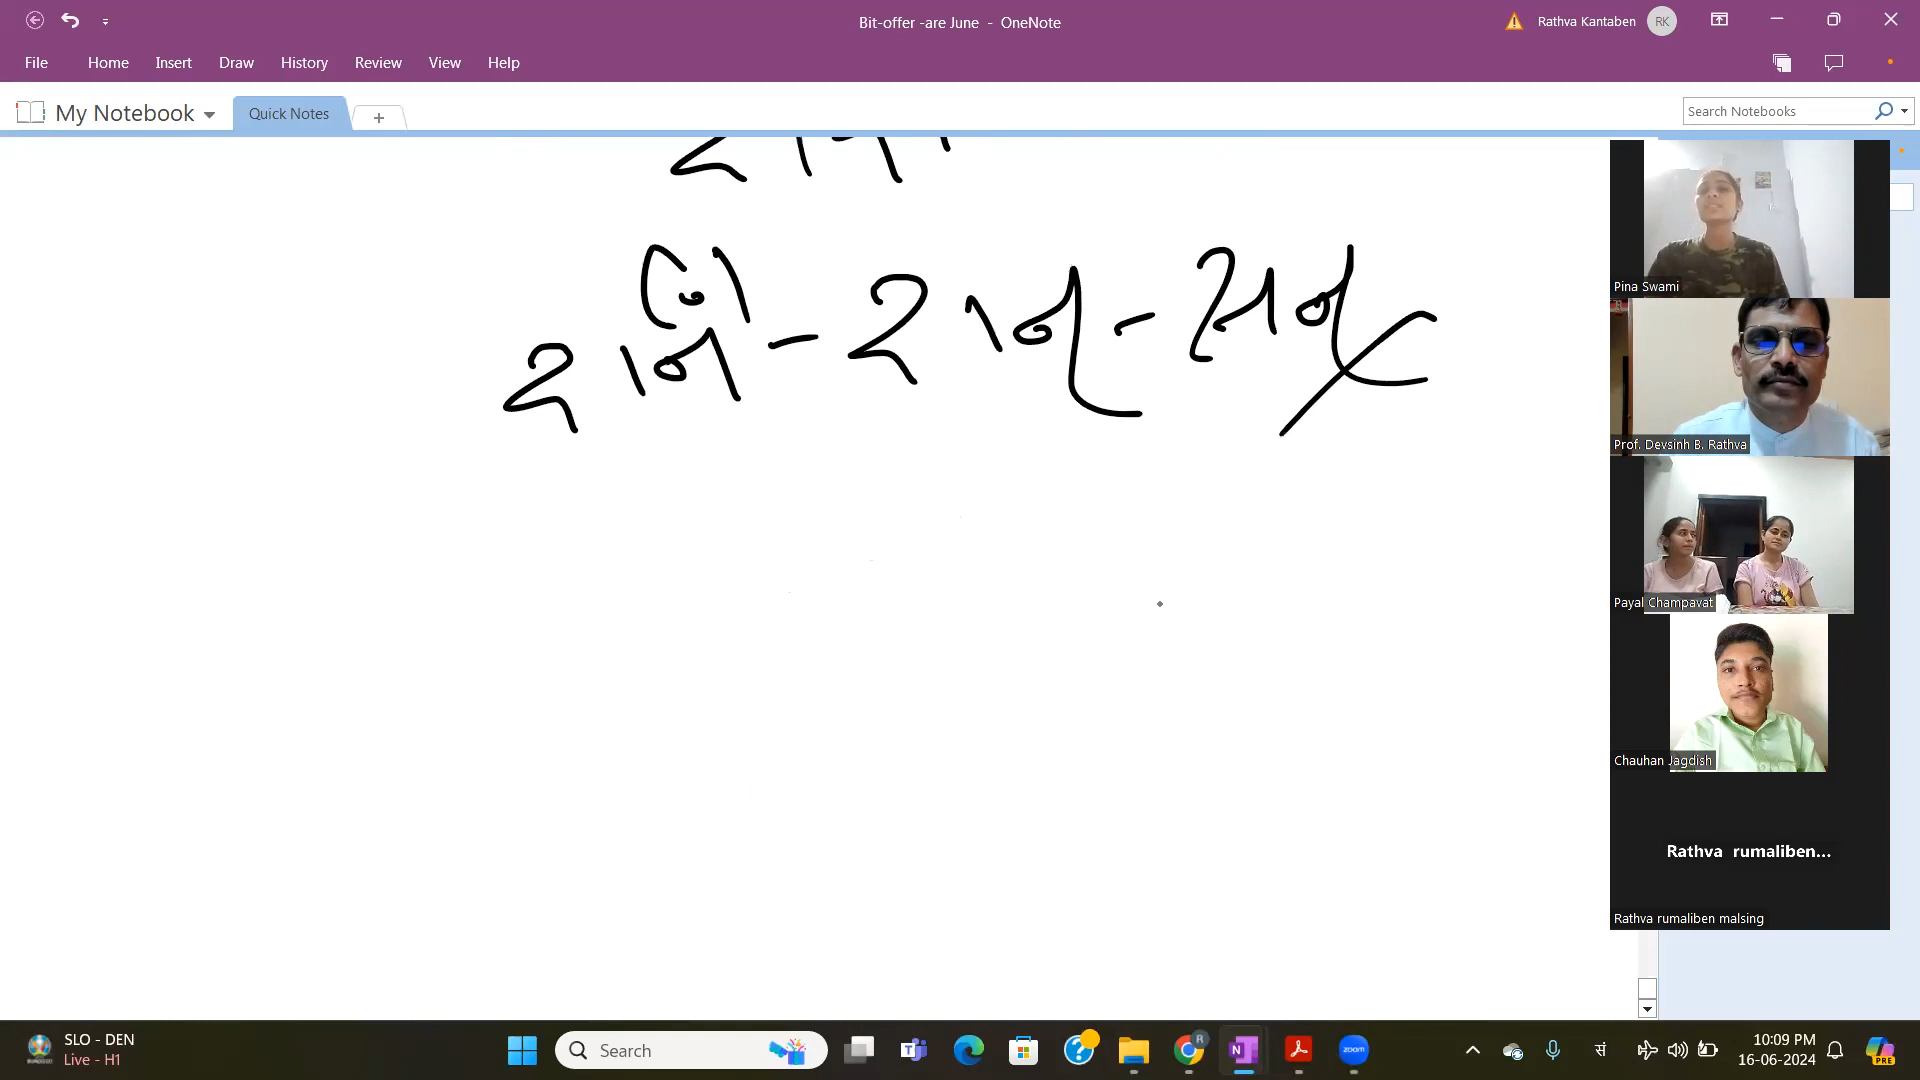 Bit-offer -are June - OneNote
Rathva Kantaben RK
File Home Insert Draw History Review View Help
My Notebook Quick Notes +
Search Notebooks
Pina Swami
Prof. Devsinh B. Rathva
Payal Champavat
Chauhan Jagdish
Rathva rumaliben...
Rathva rumaliben malsing
SLO - DEN
Live - H1
Search
zoom
सं
10:09 PM
16-06-2024
PRE